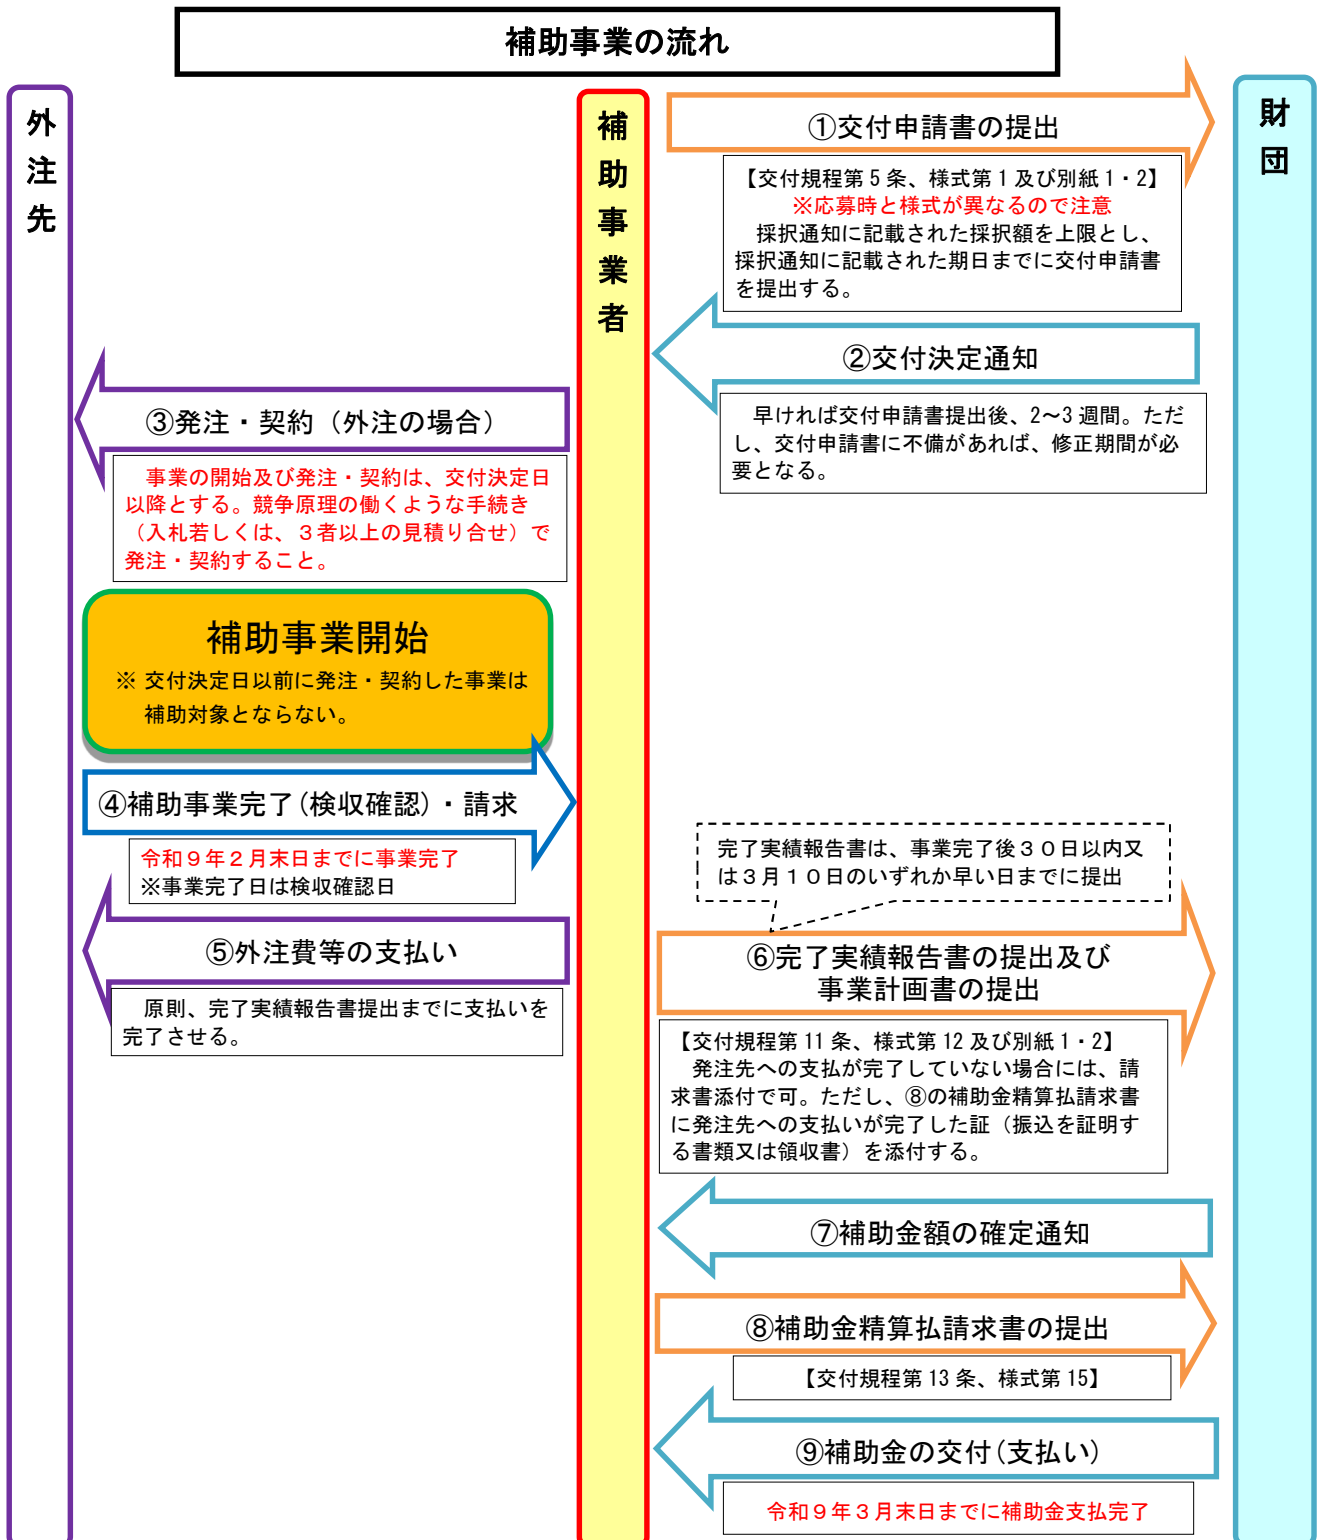 補助事業の流れ
外注先
補助事業者
財団
①交付申請書の提出
【交付規程第5条、様式第1及び別紙1・2】
※応募時と様式が異なるので注意
採択通知に記載された採択額を上限とし、
採択通知に記載された期日までに交付申請書
を提出する。
②交付決定通知
早ければ交付申請書提出後、2~3週間。ただ
し、交付申請書に不備があれば、修正期間が必
要となる。
③発注・契約（外注の場合）
事業の開始及び発注・契約は、交付決定日
以降とする。競争原理の働くような手続き
（入札若しくは、３者以上の見積り合せ）で
発注・契約すること。
補助事業開始
※ 交付決定日以前に発注・契約した事業は
補助対象とならない。
④補助事業完了(検収確認)・請求
令和９年２月末日までに事業完了
※事業完了日は検収確認日
⑤外注費等の支払い
原則、完了実績報告書提出までに支払いを
完了させる。
完了実績報告書は、事業完了後３０日以内又
は３月１０日のいずれか早い日までに提出
⑥完了実績報告書の提出及び
事業計画書の提出
【交付規程第11条、様式第12及び別紙1・2】
発注先への支払が完了していない場合には、請
求書添付で可。ただし、⑧の補助金精算払請求書
に発注先への支払いが完了した証（振込を証明す
る書類又は領収書）を添付する。
⑦補助金額の確定通知
⑧補助金精算払請求書の提出
【交付規程第13条、様式第15】
⑨補助金の交付(支払い)
令和９年３月末日までに補助金支払完了